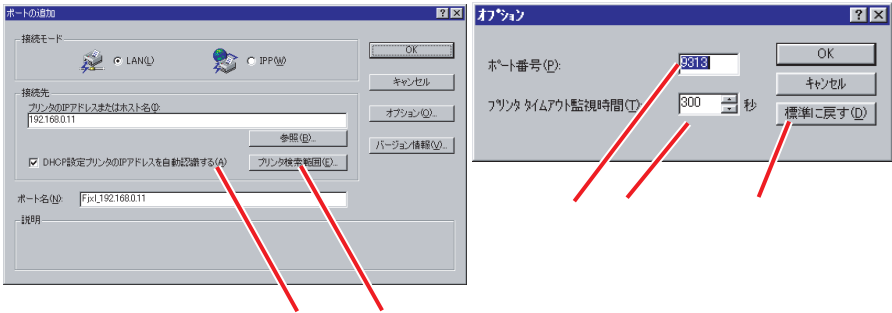 ポートの追加
接続モード
LAN(L)
IPP(W)
OK
キャンセル
オプション(O)...
バージョン情報(V)...
接続先
プリンタのIPアドレスまたはホスト名(I):
192.168.0.11
参照(B)...
DHCP設定プリンタのIPアドレスを自動認識する(A)
プリンタ検索範囲(E)...
ポート名(N):
Fjxl_192.168.0.11
説明
オプション
ポート番号(P):
9313
プリンタ タイムアウト監視時間(T):
300
秒
OK
キャンセル
標準に戻す(D)